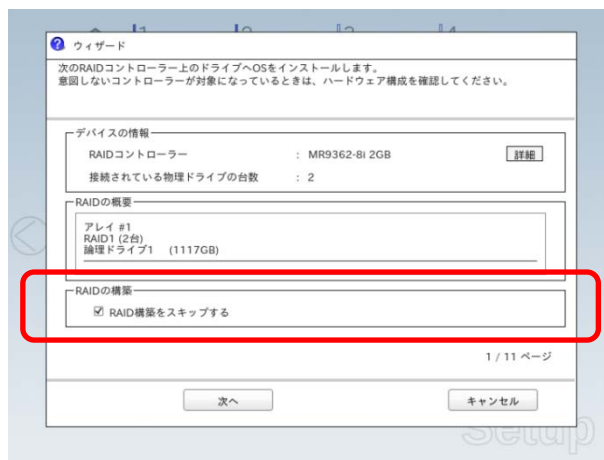 ウィザード
次のRAIDコントローラー上のドライブへOSをインストールします。
意図しないコントローラーが対象になっているときは、ハードウェア構成を確認してください。
デバイスの情報
RAIDコントローラー : MR9362-8i 2GB 詳細
接続されている物理ドライブの台数 : 2
RAIDの概要
アレイ #1
RAID1 (2台)
論理ドライブ1 (1117GB)
RAIDの構築
RAID構築をスキップする
1 / 11 ページ
次へ キャンセル
Setup